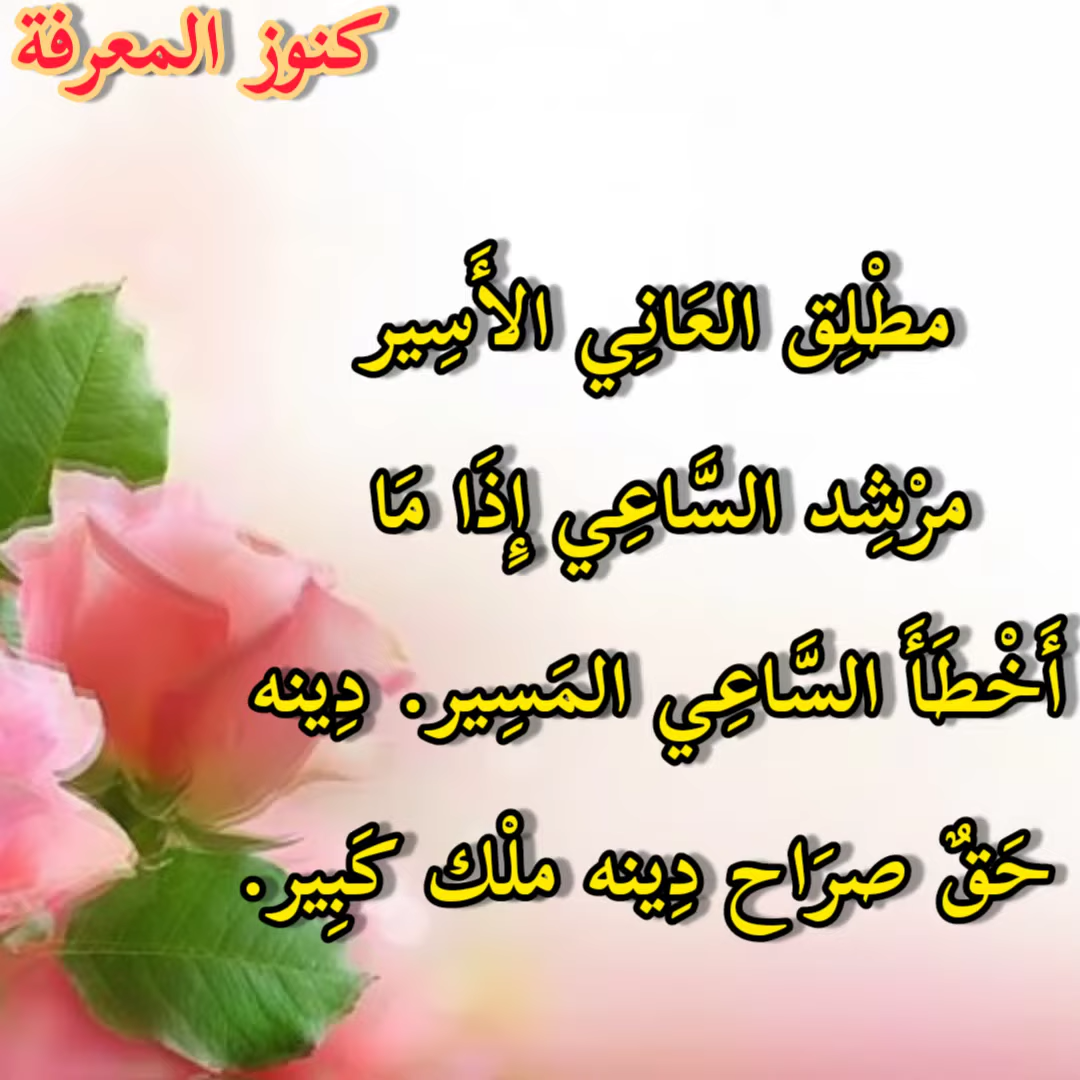 كنوز المعرفة
مطْلِق العَانِي الأَسِير
مرْشِد السَّاعِي إِذَا مَا
أَخْطَأَ السَّاعِي المَسِير. دِينه
حَقٌ صرَاح دِينه ملْك كَبِير.